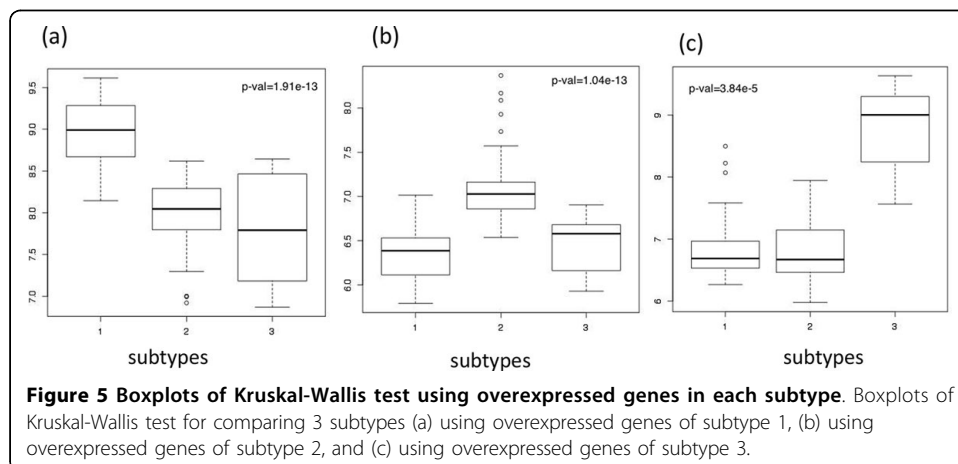 (a)
(b)
(c)
p-val=1.91e-13
p-val=1.04e-13
p-val=3.84e-5
9.5
9.0
8.5
8.0
7.5
7.0
8.0
7.5
7.0
6.5
6.0
9
8
7
6
1 2 3
1 2 3
1 2 3
subtypes
subtypes
subtypes
Figure 5 Boxplots of Kruskal-Wallis test using overexpressed genes in each subtype. Boxplots of
Kruskal-Wallis test for comparing 3 subtypes (a) using overexpressed genes of subtype 1, (b) using
overexpressed genes of subtype 2, and (c) using overexpressed genes of subtype 3.